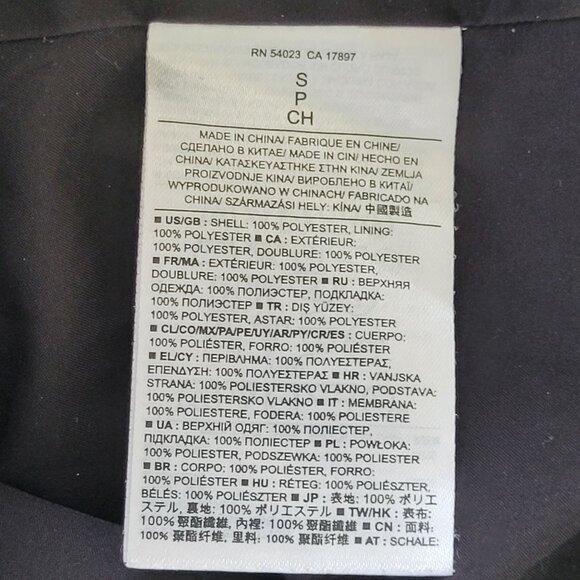 RN 54023 CA 17897
S
P
CH
MADE IN CHINA/ FABRIQUE EN CHINE/
СДЕЛАНО В КИТАЕ/ MADE IN CIN/ HECHO EN
CHINA/ ΚΑΤΑΣΚΕΥΑΣΤΗΚΕ ΣΤΗΝ ΚΙΝΑ/ ZEMLJA
PROIZVODNJE KINA/ ВИРОБЛЕНО В КИТАЇ/
WYPRODUKOWANO W CHINACH/ FABRICADO NA
CHINA/ SZÁRMAZÁSI HELY: KÍNA/ 中國製造
■ US/GB : SHELL: 100% POLYESTER, LINING:
100% POLYESTER ■ CA : EXTÉRIEUR:
100% POLYESTER, DOUBLURE: 100% POLYESTER
■ FR/MA : EXTÉRIEUR: 100% POLYESTER,
DOUBLURE: 100% POLYESTER ■ RU : ВЕРХНЯЯ
ОДЕЖДА: 100% ПОЛИЭСТЕР, ПОДКЛАДКА:
100% ПОЛИЭСТЕР ■ TR : DIŞ YÜZEY:
100% POLYESTER, ASTAR: 100% POLYESTER
■ CL/CO/MX/PA/PE/UY/AR/PY/CR/ES : CUERPO:
100% POLIÉSTER, FORRO: 100% POLIÉSTER
■ EL/CY : ΠΕΡΙΒΛΗΜΑ: 100% ΠΟΛΥΕΣΤΕΡΑΣ,
ΕΠΕΝΔΥΣΗ: 100% ΠΟΛΥΕΣΤΕΡΑΣ ■ HR : VANJSKA
STRANA: 100% POLIESTERSKO VLAKNO, PODSTAVA:
100% POLIESTERSKO VLAKNO ■ IT : MEMBRANA:
100% POLIESTERE, FODERA: 100% POLIESTERE
■ UA : ВЕРХНІЙ ОДЯГ: 100% ПОЛІЕСТЕР,
ПІДКЛАДКА: 100% ПОЛІЕСТЕР ■ PL : POWŁOKA:
100% POLIESTER, PODSZEWKA: 100% POLIESTER
■ BR : CORPO: 100% POLIÉSTER, FORRO:
100% POLIÉSTER ■ HU : RÉTEG: 100% POLIÉSZTER,
BÉLÉS: 100% POLIÉSZTER ■ JP : 表地: 100% ポリエ
ステル, 裏地: 100% ポリエステル ■ TW/HK : 表布:
100% 聚酯纖維, 內裡: 100% 聚酯纖維 ■ CN : 面料:
100% 聚酯纤维, 里料: 100% 聚酯纤维 ■ AT : SCHALE: